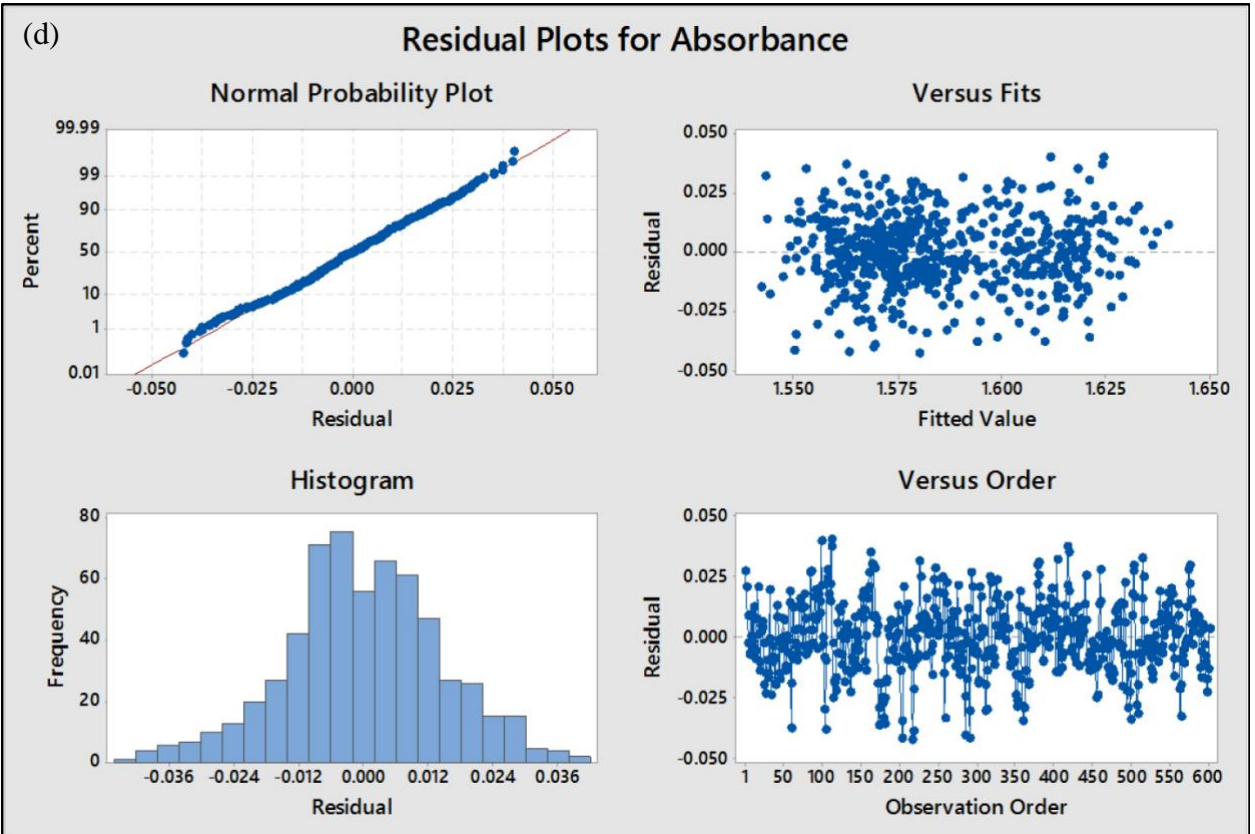 (d)
Residual Plots for Absorbance
Normal Probability Plot
99.99
99
90
50
10
1
0.01
Percent
-0.050 -0.025 0.000 0.025 0.050
Residual
Versus Fits
0.050
0.025
0.000
-0.025
-0.050
Residual
1.550 1.575 1.600 1.625 1.650
Fitted Value
Histogram
80
60
40
20
0
Frequency
-0.036 -0.024 -0.012 0.000 0.012 0.024 0.036
Residual
Versus Order
0.050
0.025
0.000
-0.025
-0.050
Residual
1 50 100 150 200 250 300 350 400 450 500 550 600
Observation Order